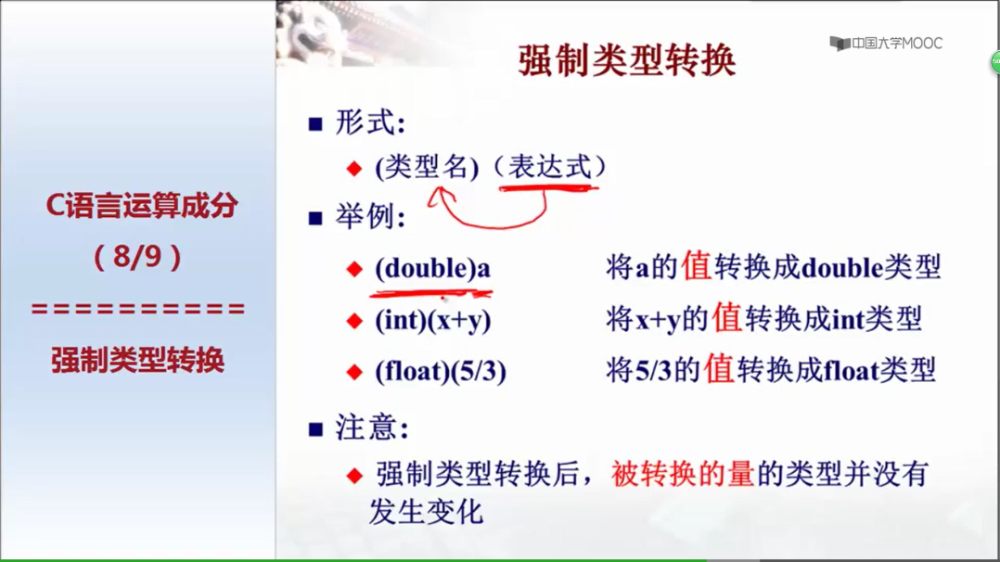 中国大学MOOC
强制类型转换
C语言运算成分
（8/9）
==========
强制类型转换
形式:
(类型名)（表达式）
举例:
(double)a 将a的值转换成double类型
(int)(x+y) 将x+y的值转换成int类型
(float)(5/3) 将5/3的值转换成float类型
注意:
强制类型转换后，被转换的量的类型并没有
发生变化